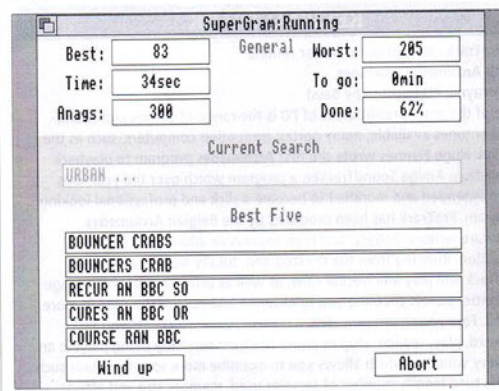 SuperGram:Running
Best: 83 General Worst: 205
Time: 34sec To go: 0min
Anags: 300 Done: 62%
Current Search
URBAN ...
Best Five
BOUNCER CRABS
BOUNCERS CRAB
RECUR AN BBC SO
CURES AN BBC OR
COURSE RAN BBC
Wind up Abort